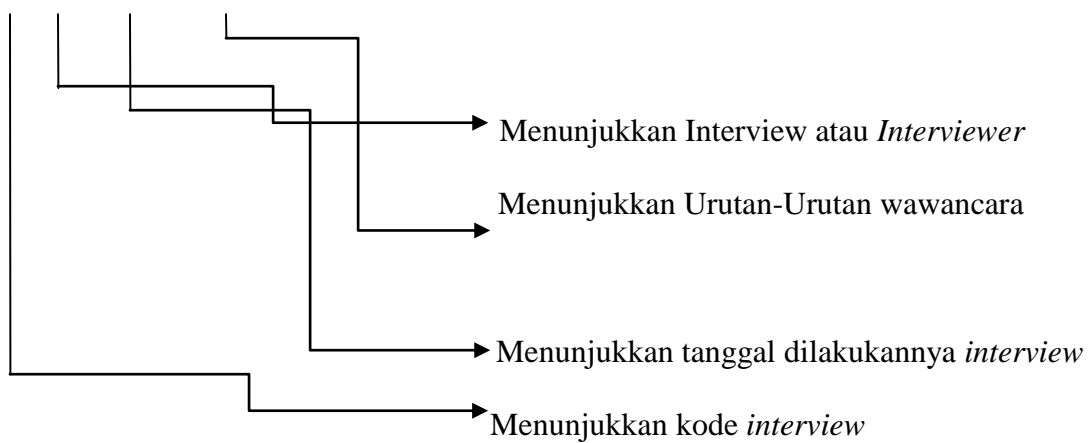 Menunjukkan Interview atau Interviewer
Menunjukkan Urutan-Urutan wawancara
Menunjukkan tanggal dilakukannya interview
Menunjukkan kode interview